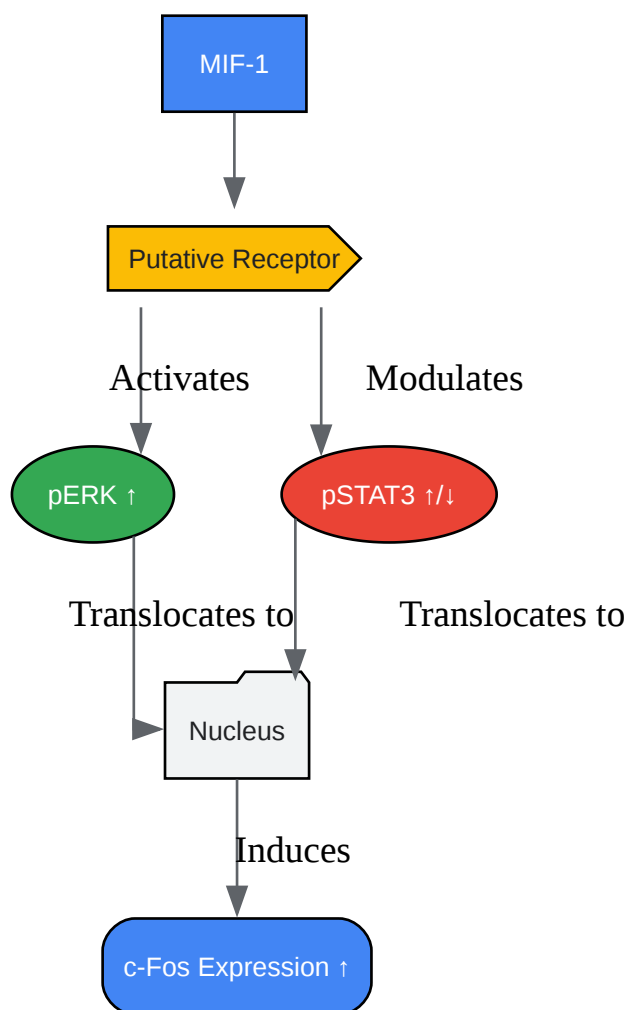 MIF-1
Putative Receptor
Activates
Modulates
pERK ↑
pSTAT3 ↑/↓
Translocates to
Translocates to
Nucleus
Induces
c-Fos Expression ↑